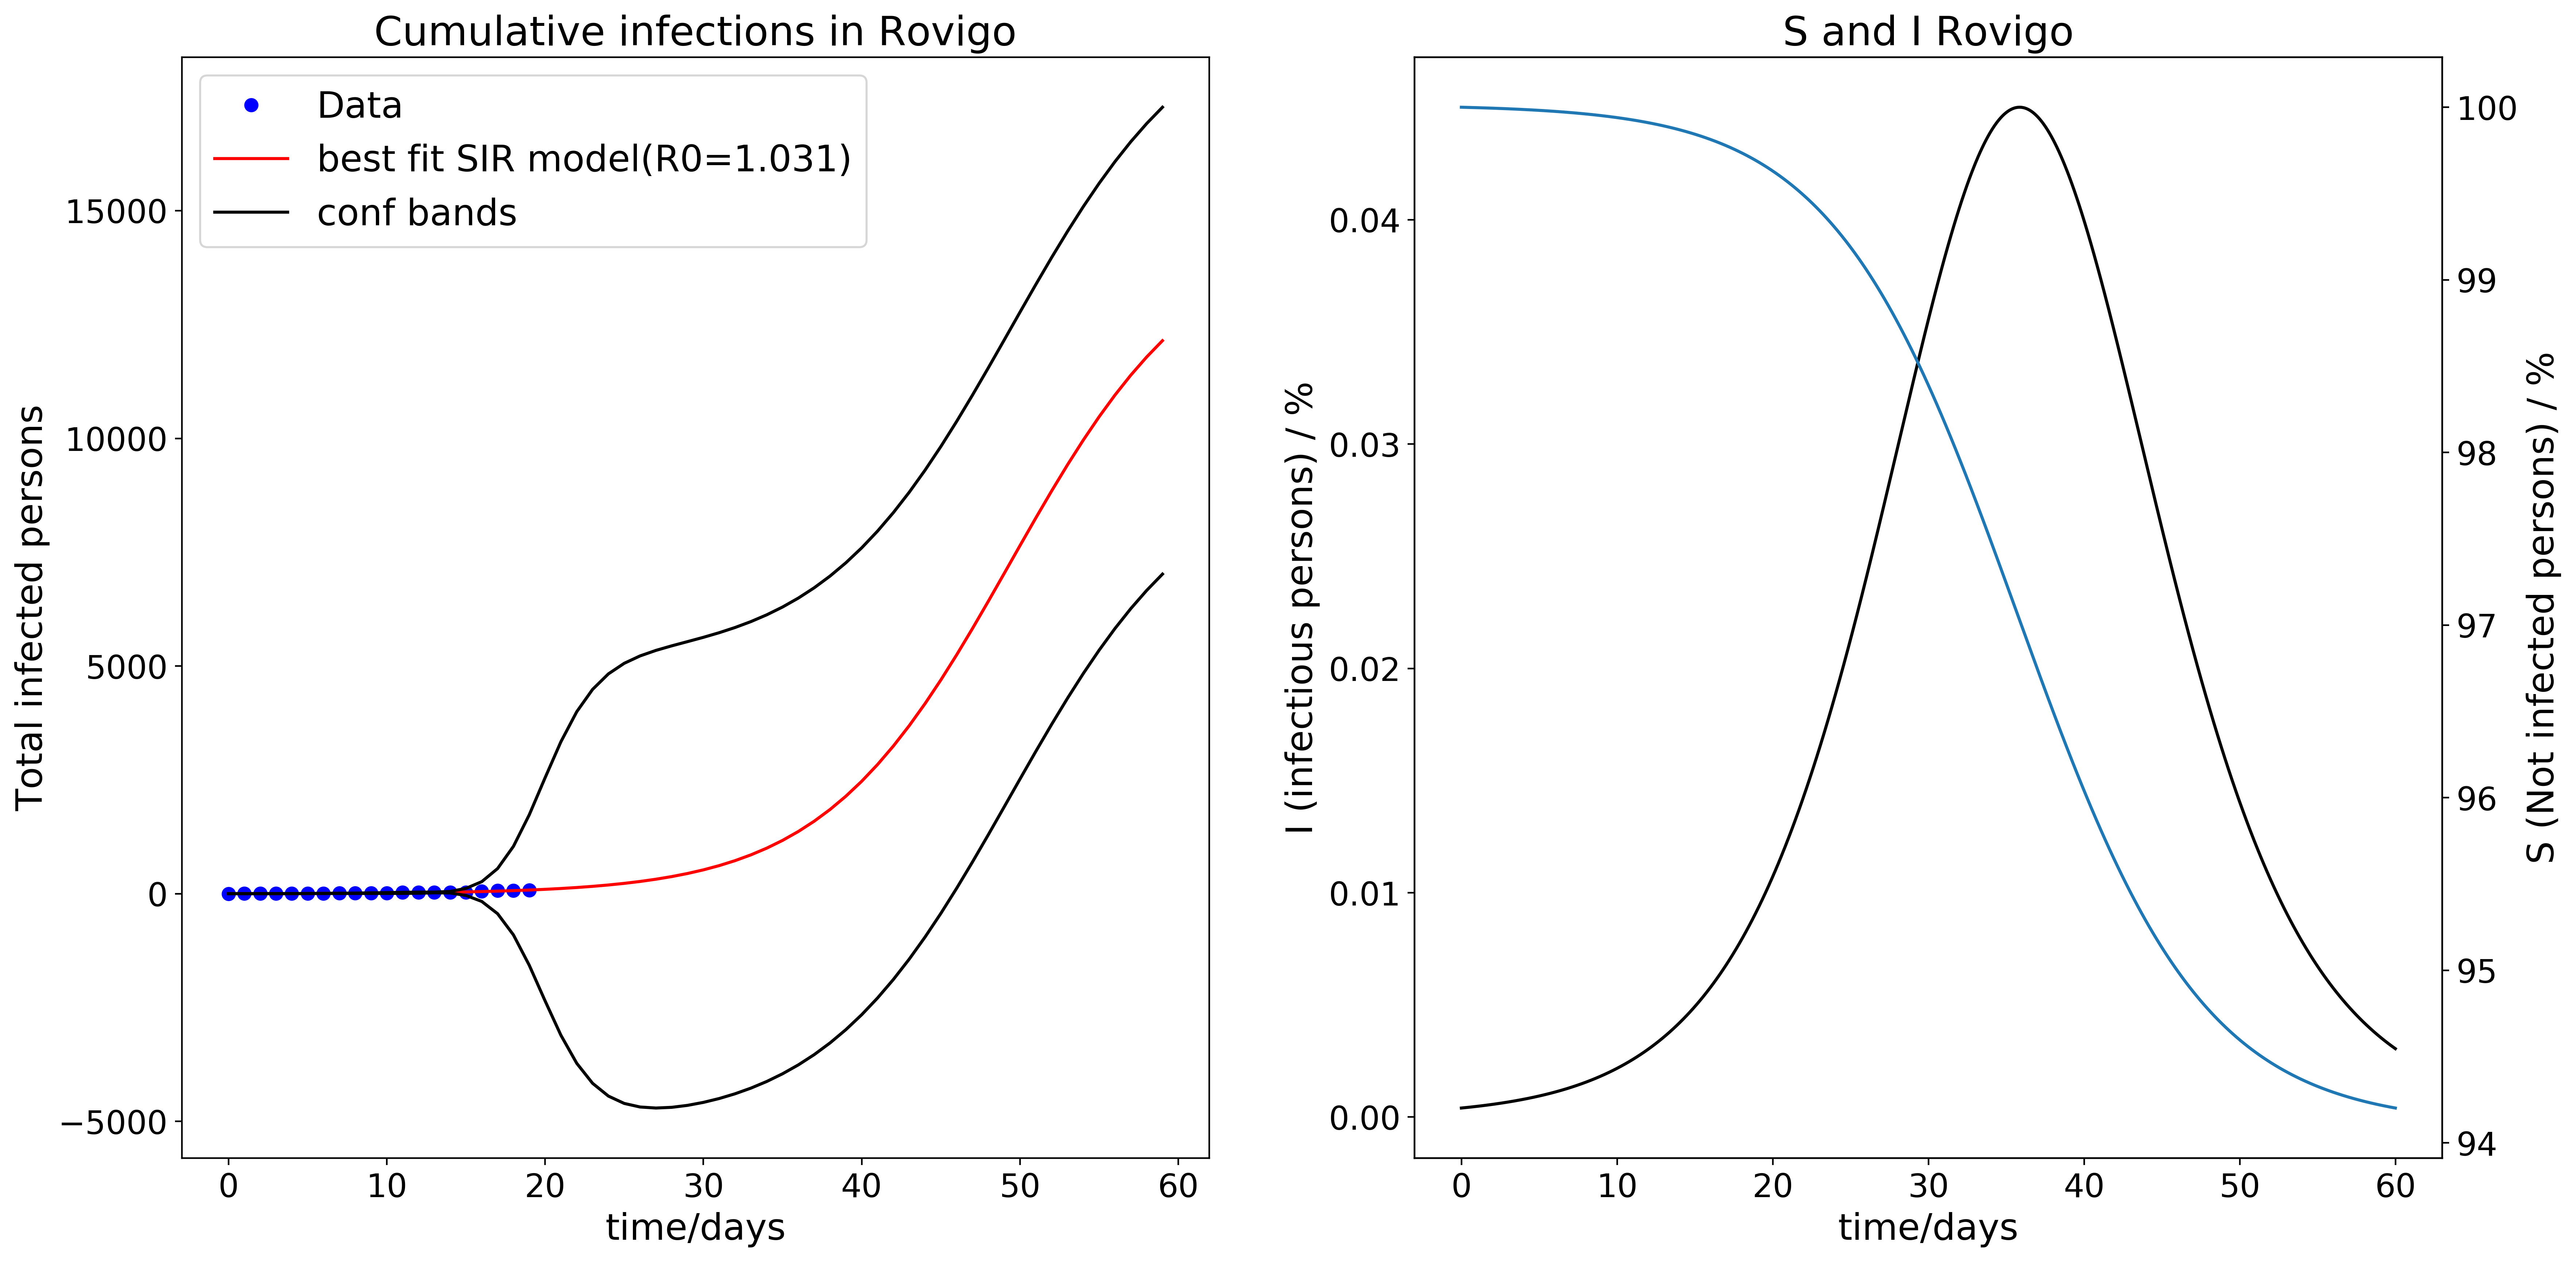 Cumulative infections in Rovigo
Data
best fit SIR model(R0=1.031)
conf bands
15000
10000
5000
0
−5000
Total infected persons
0 10 20 30 40 50 60
time/days
S and I Rovigo
0.04
0.03
0.02
0.01
0.00
I (infectious persons) / %
100
99
98
97
96
95
94
S (Not infected persons) / %
0 10 20 30 40 50 60
time/days